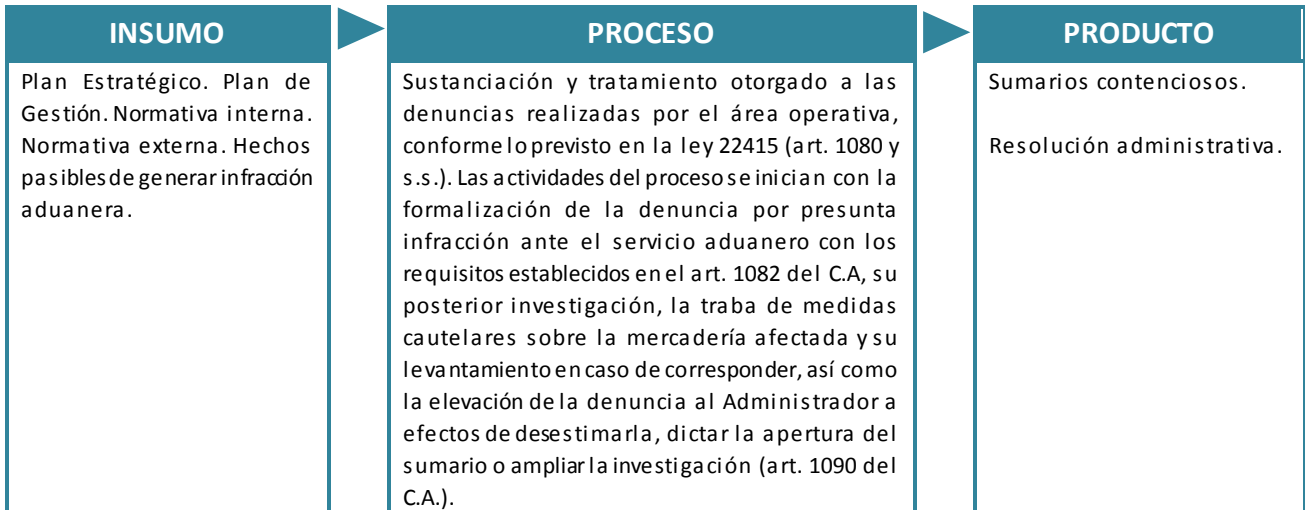 INSUMO
Plan Estratégico. Plan de
Gestión. Normativa interna.
Normativa externa. Hechos
pasibles de generar infracción
aduanera.
PROCESO
Sustanciación y tratamiento otorgado a las
denuncias realizadas por el área operativa,
conforme lo previsto en la ley 22415 (art. 1080 y
s.s.). Las actividades del proceso se inician con la
formalización de la denuncia por presunta
infracción ante el servicio aduanero con los
requisitos establecidos en el art. 1082 del C.A, su
posterior investigación, la traba de medidas
cautelares sobre la mercadería afectada y su
levantamiento en caso de corresponder, así como
la elevación de la denuncia al Administrador a
efectos de desestimarla, dictar la apertura del
sumario o ampliar la investigación (art. 1090 del
C.A.).
PRODUCTO
Sumarios contenciosos.
Resolución administrativa.